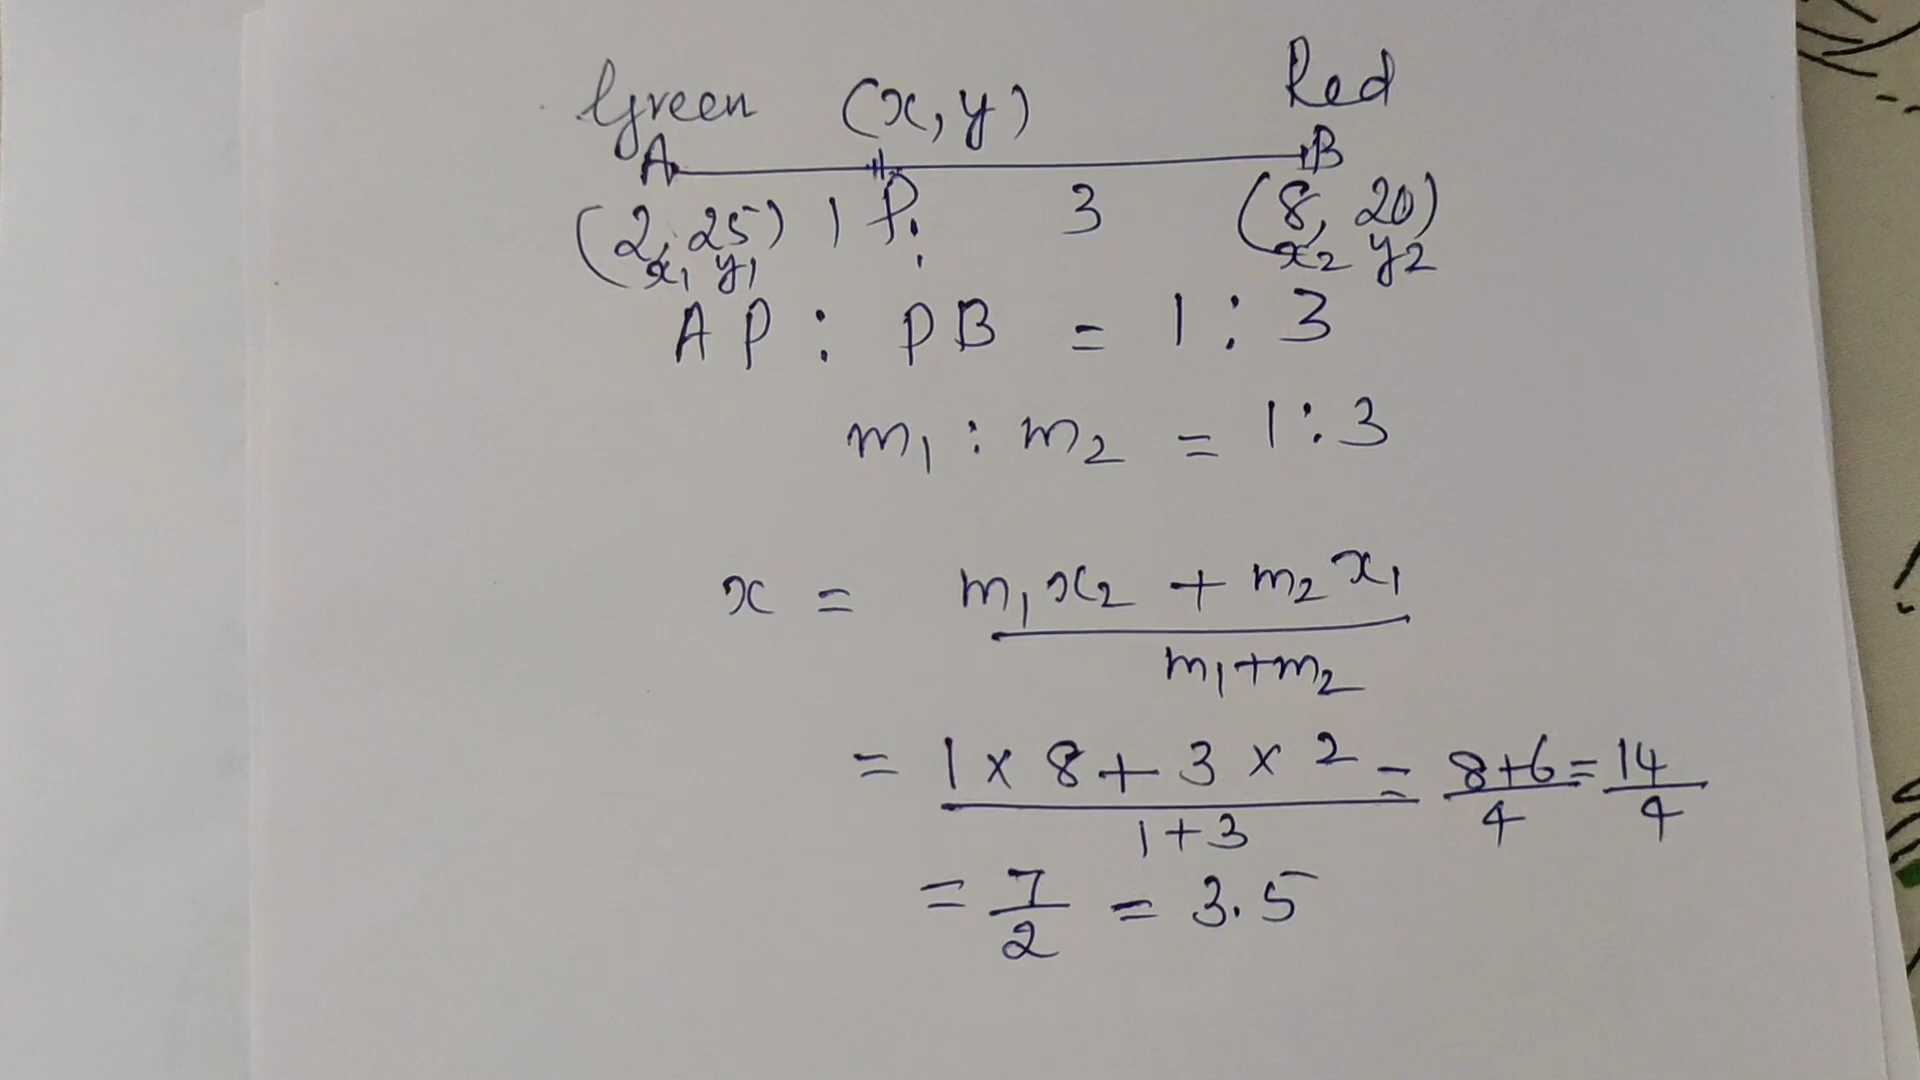 Green (x, y) Red
A P B
(2, 25) 1 P 3 (8, 20)
x1 y1 x2 y2
AP : PB = 1 : 3
m1 : m2 = 1 : 3
x = m1x2 + m2x1
m1+m2
= 1 x 8 + 3 x 2 = 8+6 = 14
1+3 4 4
= 7 = 3.5
2